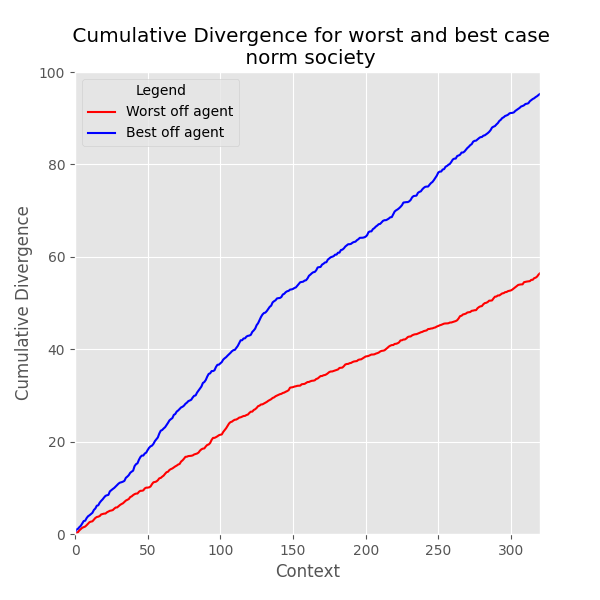 Cumulative Divergence for worst and best case
norm society
Legend
Worst off agent
Best off agent
Cumulative Divergence
100
80
60
40
20
0
0 50 100 150 200 250 300
Context